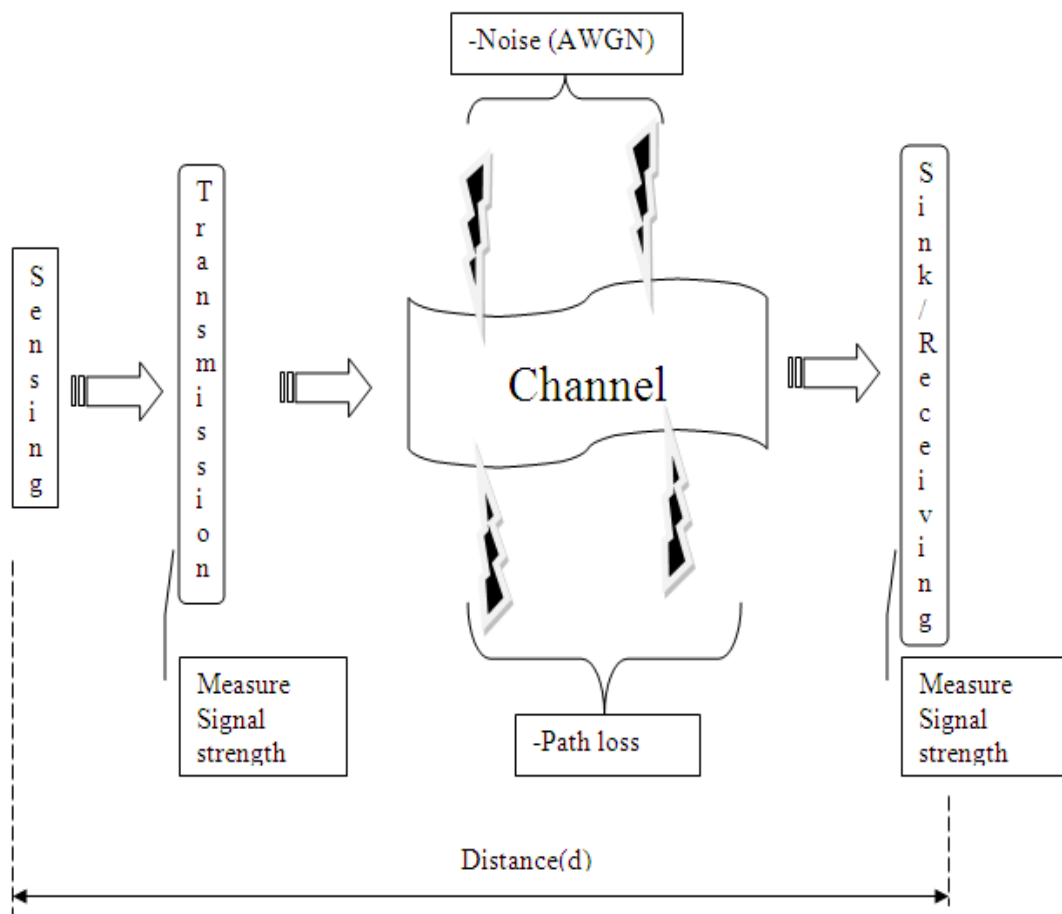 -Noise (AWGN)
Sensing
Transmission
Channel
Sink/Receiving
Measure
Signal
strength
-Path loss
Measure
Signal
strength
Distance(d)